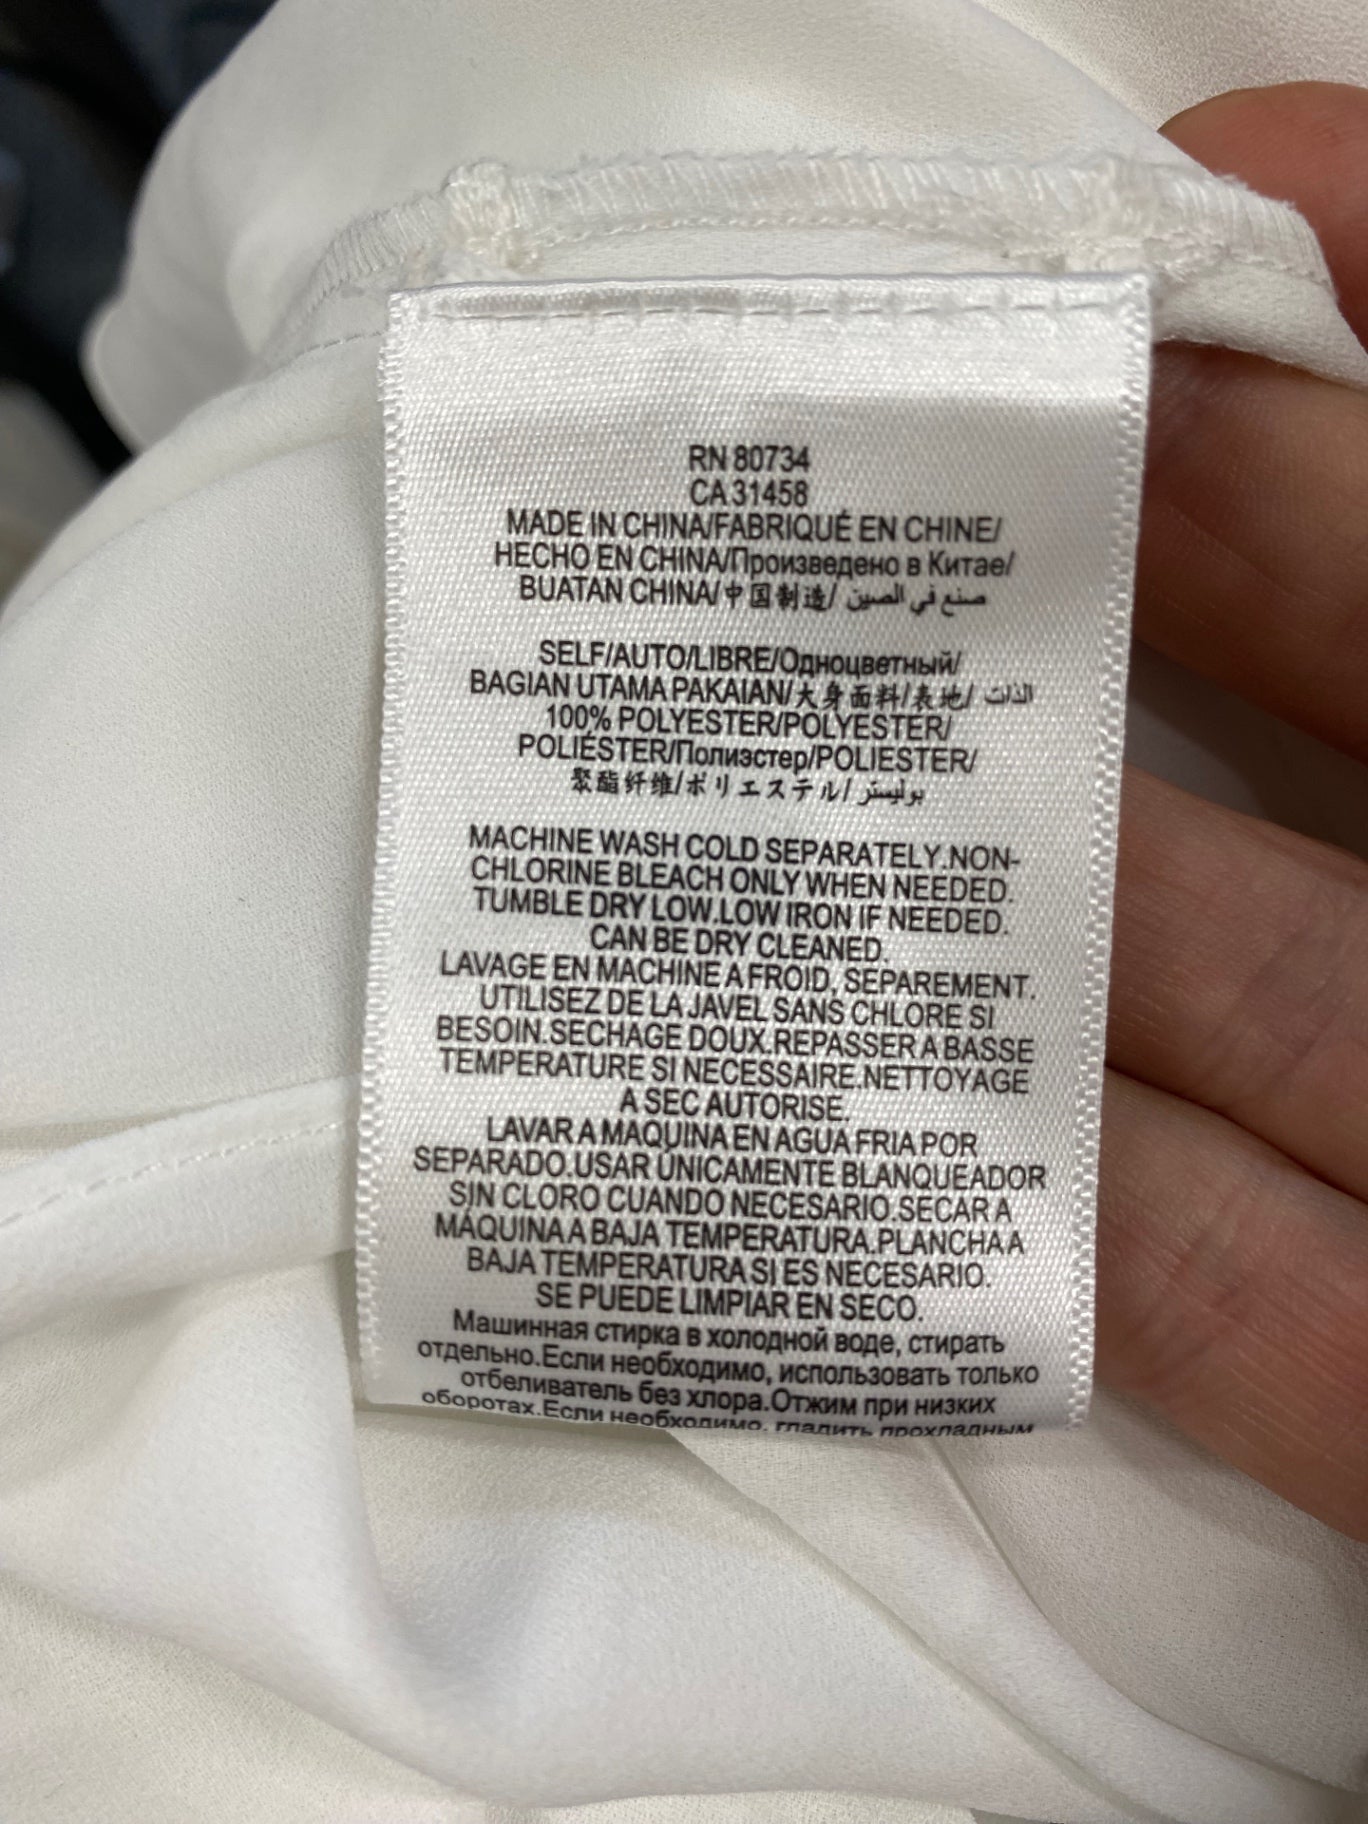 RN 80734
CA 31458
MADE IN CHINA/FABRIQUÉ EN CHINE/
HECHO EN CHINA/Произведено в Китае/
BUATAN CHINA/中国制造/ صنع في الصين
SELF/AUTO/LIBRE/Одноцветный/
BAGIAN UTAMA PAKAIAN/大身面料/表地/ الذات
100% POLYESTER/POLYESTER/
POLIÉSTER/Полиэстер/POLIESTER/
聚酯纤维/ポリエステル/ بوليستر
MACHINE WASH COLD SEPARATELY.NON-
CHLORINE BLEACH ONLY WHEN NEEDED.
TUMBLE DRY LOW.LOW IRON IF NEEDED.
CAN BE DRY CLEANED.
LAVAGE EN MACHINE A FROID, SEPAREMENT.
UTILISEZ DE LA JAVEL SANS CHLORE SI
BESOIN.SECHAGE DOUX.REPASSER A BASSE
TEMPERATURE SI NECESSAIRE.NETTOYAGE
A SEC AUTORISE.
LAVAR A MAQUINA EN AGUA FRIA POR
SEPARADO.USAR ÚNICAMENTE BLANQUEADOR
SIN CLORO CUANDO NECESARIO.SECAR A
MÁQUINA A BAJA TEMPERATURA.PLANCHA A
BAJA TEMPERATURA SI ES NECESARIO.
SE PUEDE LIMPIAR EN SECO.
Машинная стирка в холодной воде, стирать
отдельно.Если необходимо, использовать только
отбеливатель без хлора.Отжим при низких
оборотах.Если необходимо, гладить прохладным